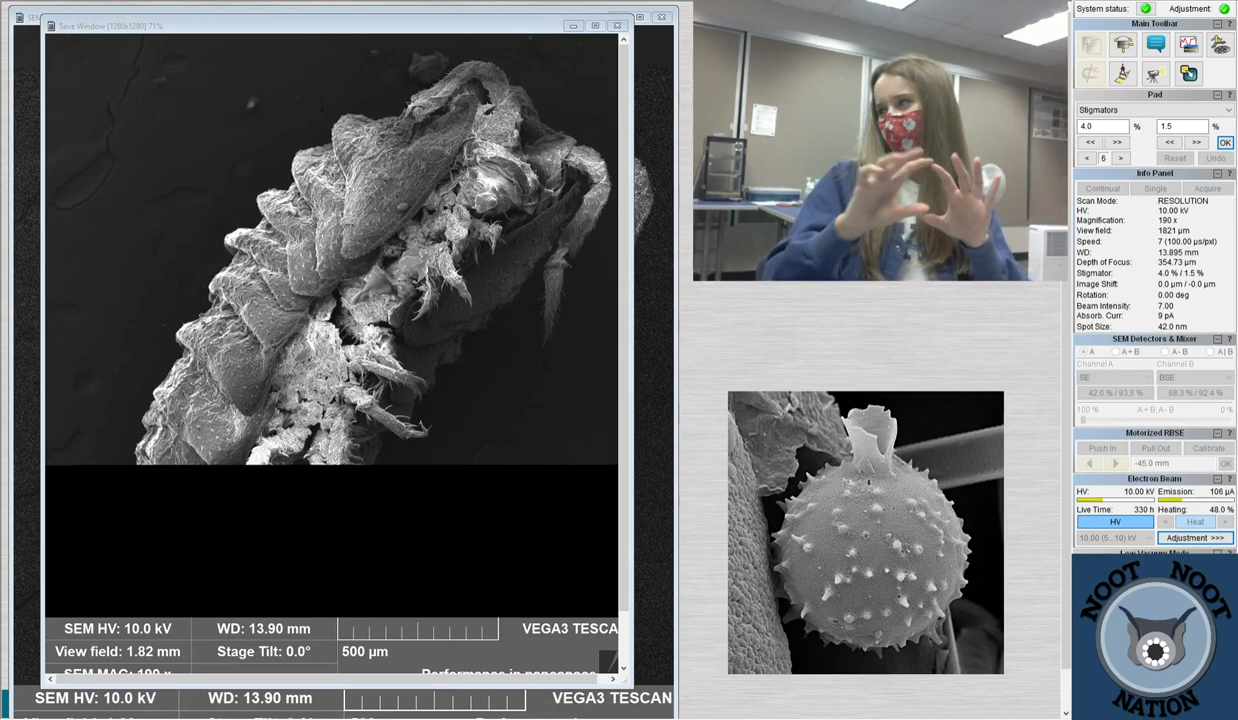 Save Window [1280x1280] 71%
SEM HV: 10.0 kV
WD: 13.90 mm
VEGA3 TESCA
View field: 1.82 mm
Stage Tilt: 0.0°
500 µm
SEM HV: 10.0 kV
WD: 13.90 mm
VEGA3 TESCAN
System status:
Adjustment:
Main Toolbar
Pad
Stigmators
4.0 %
1.5 %
<< >> << >> OK
< 6 > Reset Undo
Info Panel
Continual Single Acquire
Scan Mode: RESOLUTION
HV: 10.00 kV
Magnification: 190 x
View field: 1821 µm
Speed: 7 (100.00 µs/pxl)
WD: 13.895 mm
Depth of Focus: 354.73 µm
Stigmator: 4.0 % / 1.5 %
Image Shift: 0.0 µm / -0.0 µm
Rotation: 0.00 deg
Beam Intensity: 7.00
Absorb. Curr: 9 pA
Spot Size: 42.0 nm
SEM Detectors & Mixer
A A + B A - B A | B
Channel A Channel B
SE BSE
42.0 % / 93.5 % 68.3 % / 92.4 %
100 % A + B, A - B 0 %
Motorized RBSE
Push In Pull Out Calibrate
-45.0 mm OK
Electron Beam
HV: 10.00 kV Emission: 106 µA
Live Time: 330 h Heating: 48.0 %
HV < Heat >
10.00 (5...10) kV Adjustment >>>
NOOT NOOT
NATION